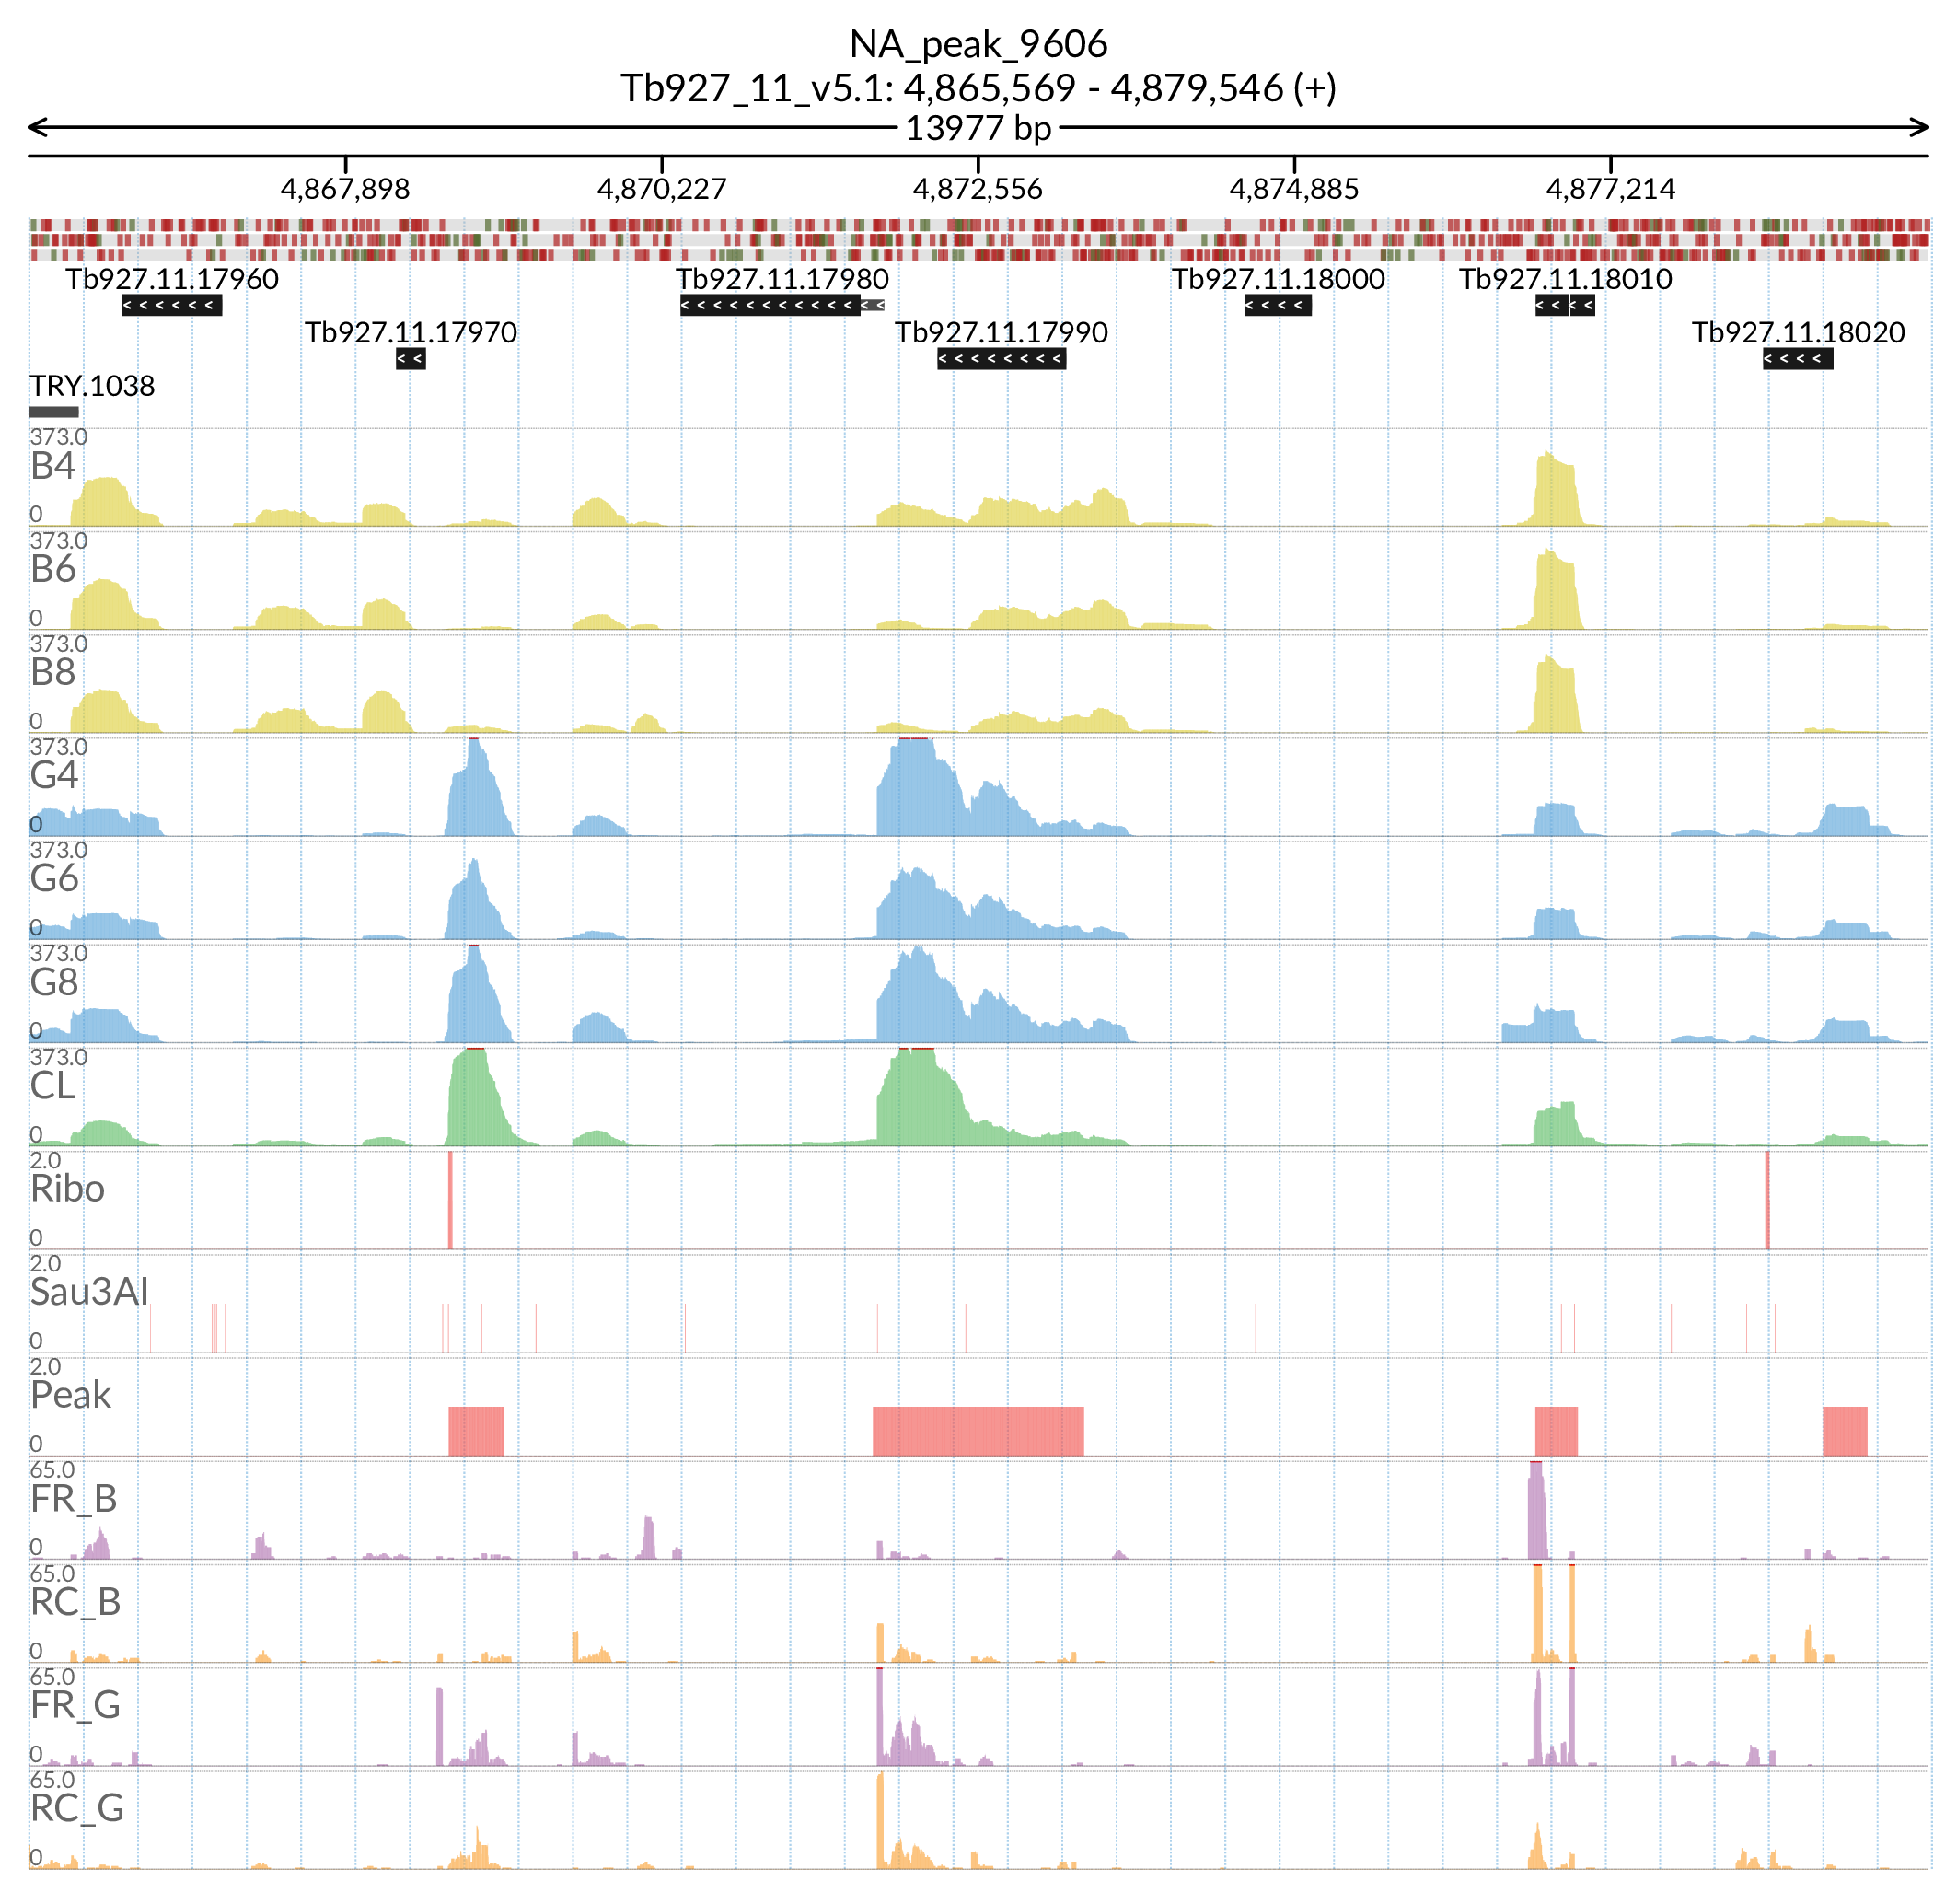 NA_peak_9606
Tb927_11_v5.1: 4,865,569 - 4,879,546 (+)
13977 bp
4,867,898 4,870,227 4,872,556 4,874,885 4,877,214
Tb927.11.17960 Tb927.11.17980 Tb927.11.18000 Tb927.11.18010
Tb927.11.17970 Tb927.11.17990 Tb927.11.18020
TRY.1038
373.0
B4
0
373.0
B6
0
373.0
B8
0
373.0
G4
0
373.0
G6
0
373.0
G8
0
373.0
CL
0
2.0
Ribo
0
2.0
Sau3AI
0
2.0
Peak
0
65.0
FR_B
0
65.0
RC_B
0
65.0
FR_G
0
65.0
RC_G
0